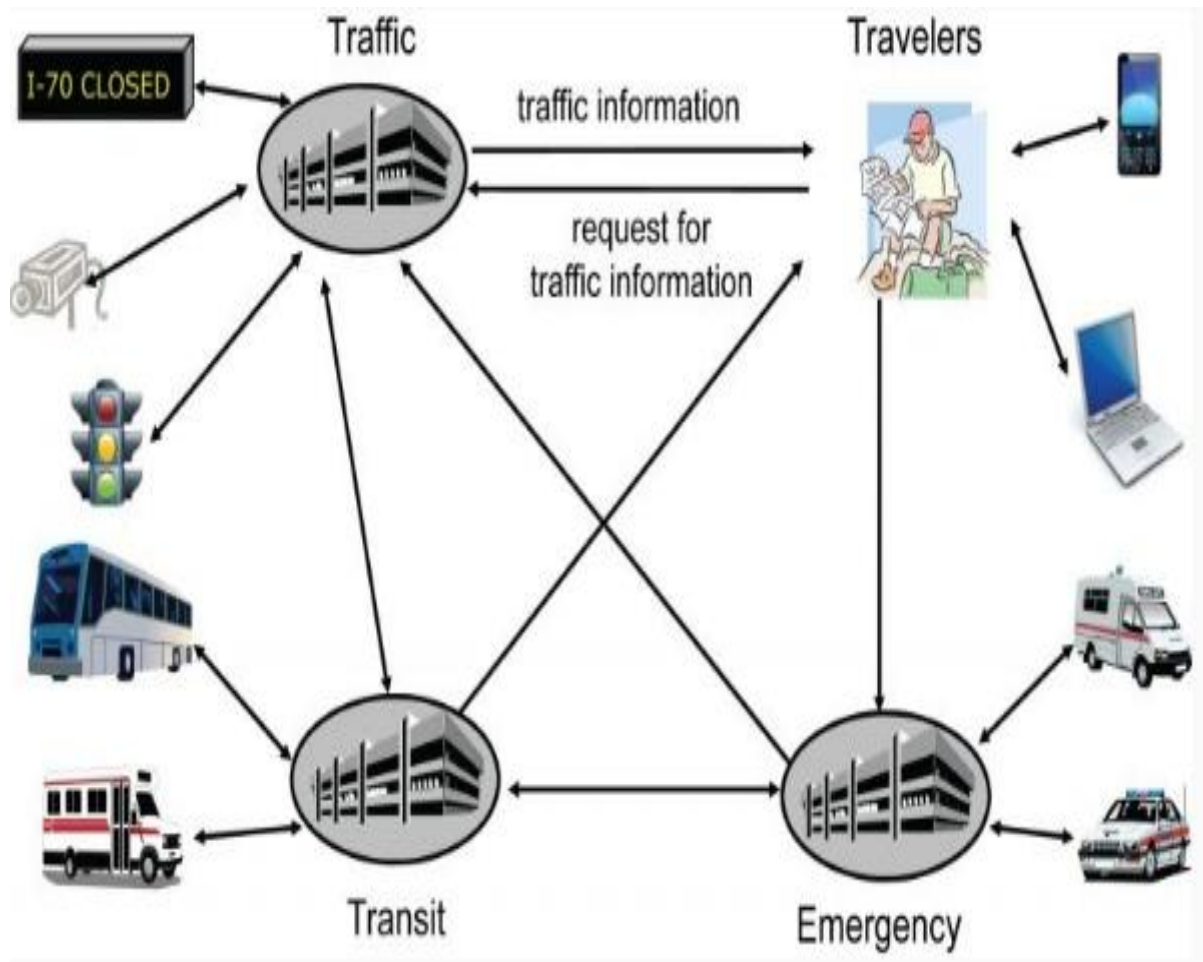 Traffic
Travelers
I-70 CLOSED
traffic information
request for
traffic information
Transit
Emergency